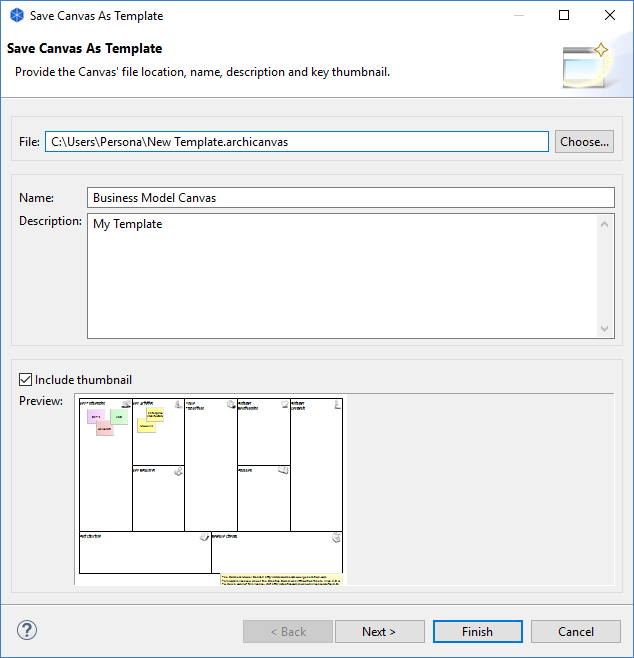 Save Canvas As Template
Save Canvas As Template
Provide the Canvas' file location, name, description and key thumbnail.
File: C:\Users\Persona\New Template.archicanvas Choose...
Name: Business Model Canvas
Description: My Template
Include thumbnail
Preview:
< Back Next > Finish Cancel